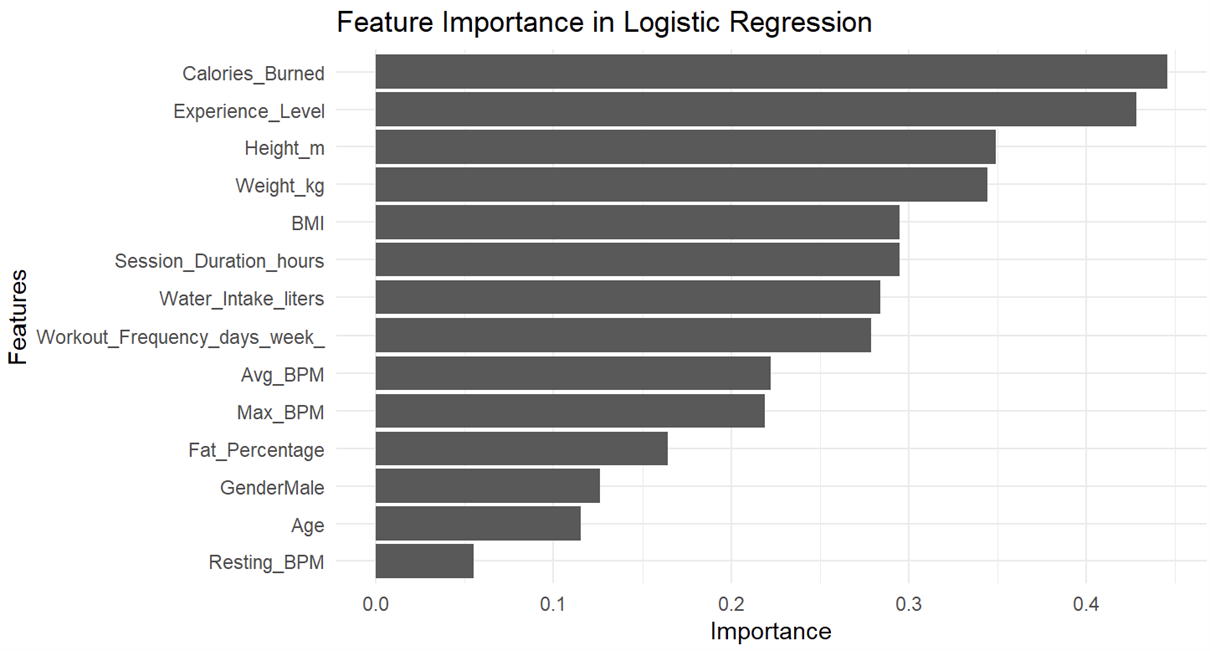 Feature Importance in Logistic Regression
Features
Calories_Burned
Experience_Level
Height_m
Weight_kg
BMI
Session_Duration_hours
Water_Intake_liters
Workout_Frequency_days_week_
Avg_BPM
Max_BPM
Fat_Percentage
GenderMale
Age
Resting_BPM
0.0 0.1 0.2 0.3 0.4
Importance